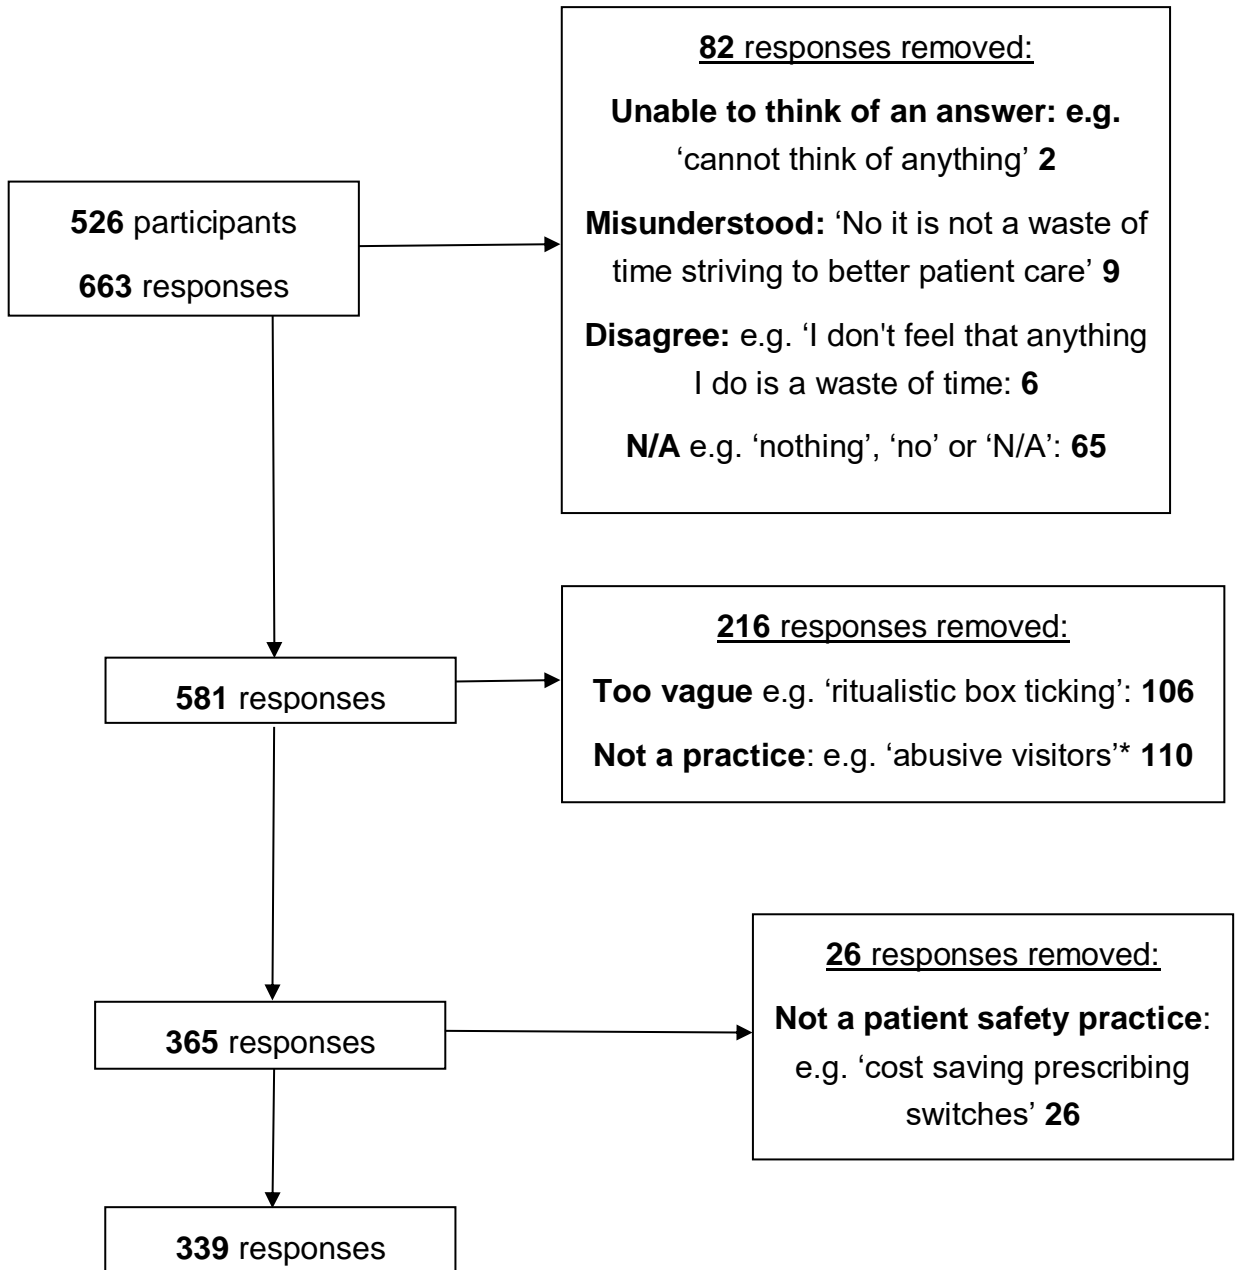 526 participants
663 responses
82 responses removed:
Unable to think of an answer: e.g.
‘cannot think of anything’ 2
Misunderstood: ‘No it is not a waste of
time striving to better patient care’ 9
Disagree: e.g. ‘I don't feel that anything
I do is a waste of time: 6
N/A e.g. ‘nothing’, ‘no’ or ‘N/A’: 65
581 responses
216 responses removed:
Too vague e.g. ‘ritualistic box ticking’: 106
Not a practice: e.g. ‘abusive visitors’* 110
365 responses
26 responses removed:
Not a patient safety practice:
e.g. ‘cost saving prescribing
switches’ 26
339 responses